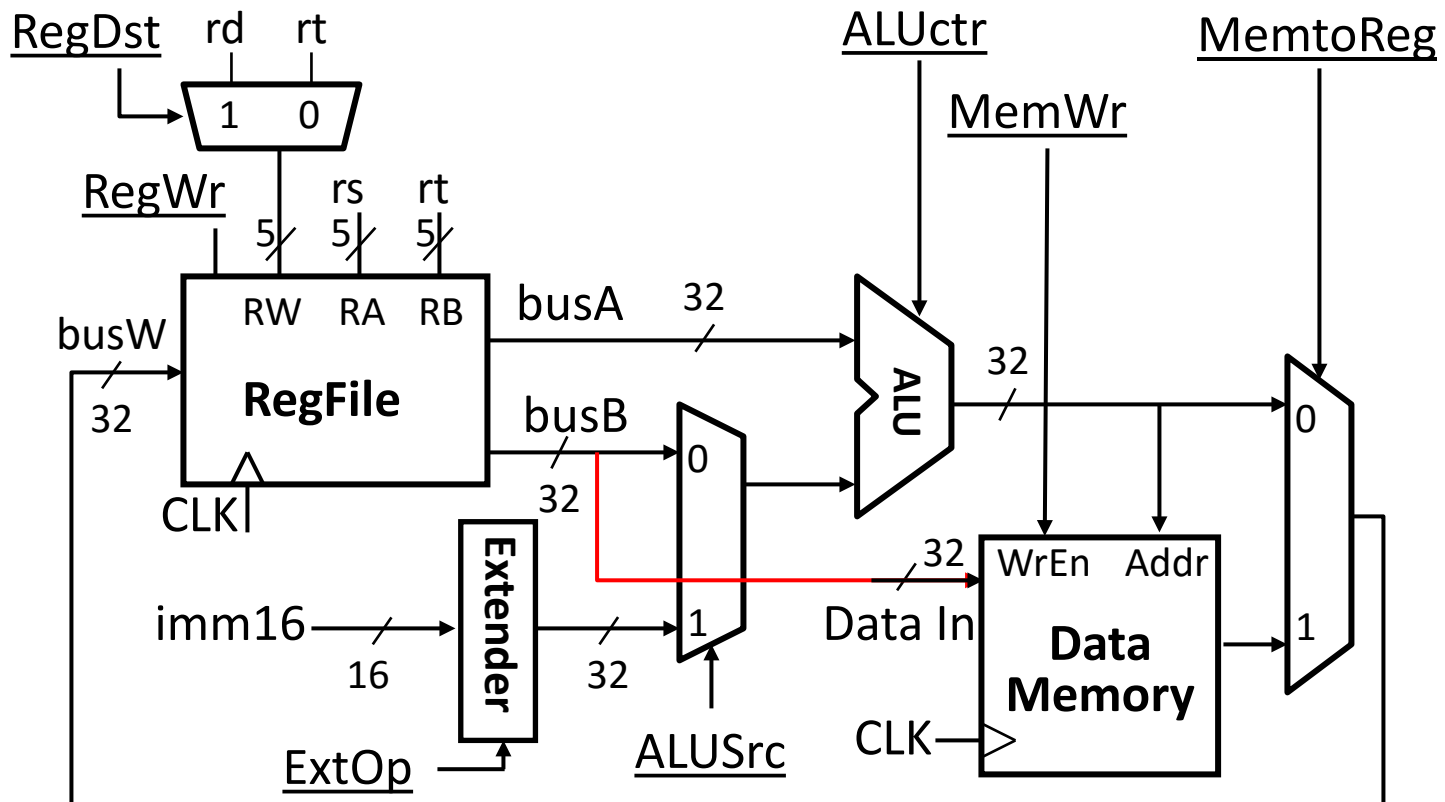 RegDst
rd
rt
ALUctr
MemtoReg
1
0
MemWr
RegWr
rs
rt
5
5
5
RW
RA
RB
busA
32
busW
32
RegFile
busB
32
CLK
ALU
32
0
0
Extender
32
WrEn
Addr
imm16
16
32
1
Data In
Data
Memory
1
CLK
ExtOp
ALUSrc